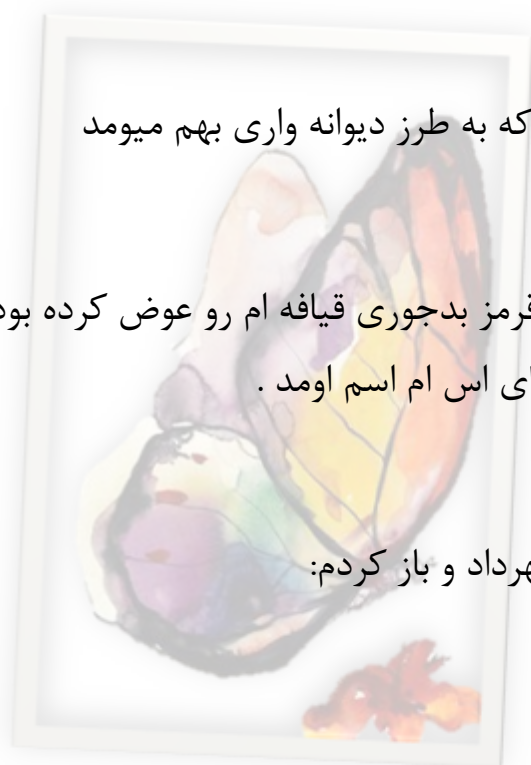 که به طرز دیوانه واری بهم میومد
قرمز بدجوری قیافه ام رو عوض کرده بود
ای اس ام اسم اومد .
هرداد و باز کردم: